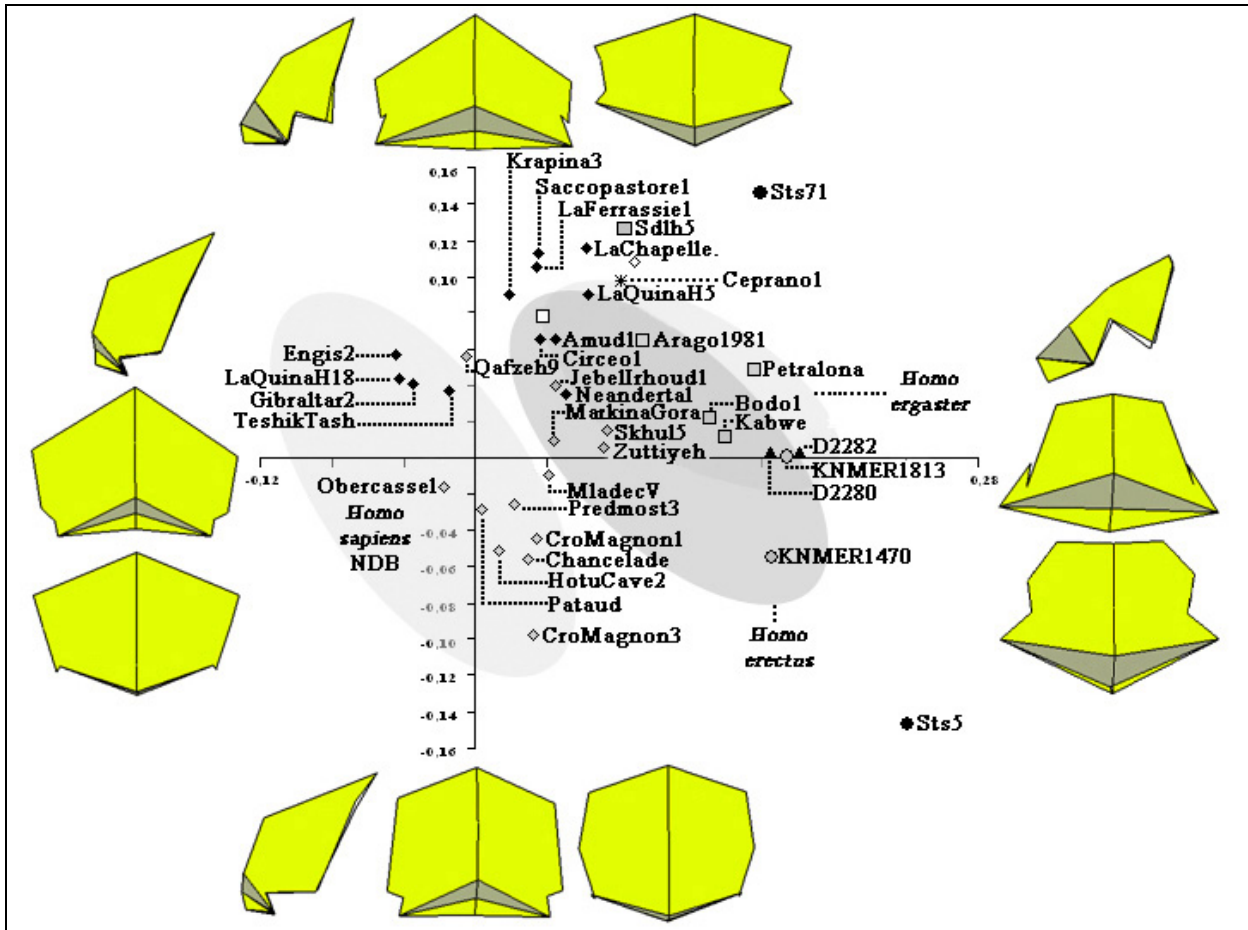 Krapina3
0,16
Saccopastore1
Sts71
LaFerrassie1
0,14
Sdlh5
0,12
LaChapelle.
0,10
Ceprano1
LaQuinaH5
Engis2
Amud1
Arago1981
Qafzeh9
Circeo1
LaQuinaH18
JebelIrhoud1
Petralona
Homo
ergaster
Gibraltar2
Neandertal
Bodo1
TeshikTash
MarkinaGora
Kabwe
Skhul5
Zuttiyeh
D2282
-0,12
KNMER1813
0,28
Obercassel
MladecV
D2280
Homo
sapiens
NDB
Predmost3
-0,04
CroMagnon1
-0,06
Chancelade
KNMER1470
HotuCave2
-0,08
Pataud
-0,10
CroMagnon3
Homo
erectus
-0,12
-0,14
Sts5
-0,16